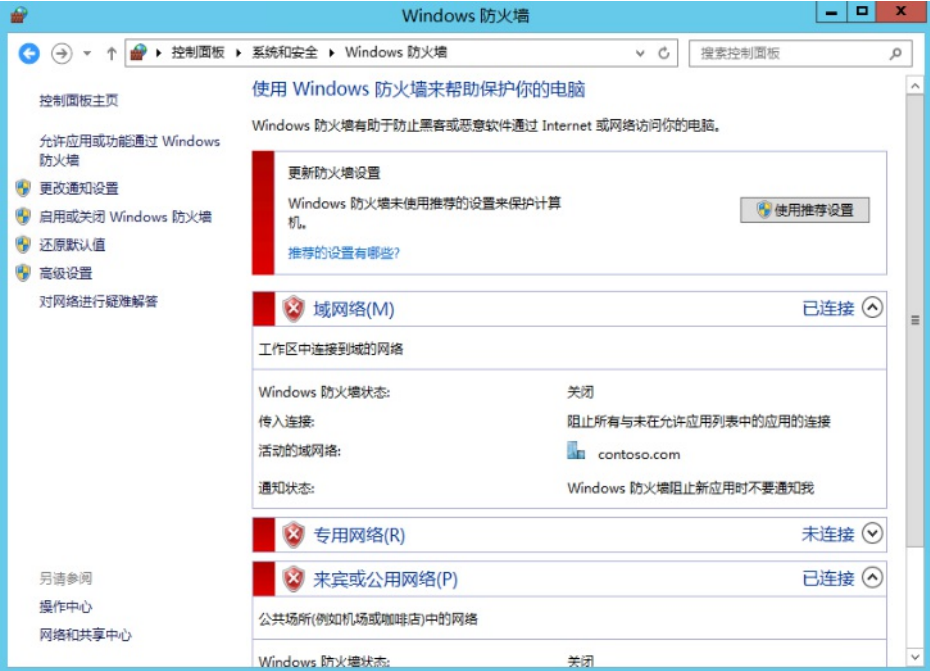 Windows 防火墙
控制面板 系统和安全 Windows 防火墙
搜索控制面板
控制面板主页
允许应用或功能通过 Windows
防火墙
更改通知设置
启用或关闭 Windows 防火墙
还原默认值
高级设置
对网络进行疑难解答
另请参阅
操作中心
网络和共享中心
使用 Windows 防火墙来帮助保护你的电脑
Windows 防火墙有助于防止黑客或恶意软件通过 Internet 或网络访问你的电脑。
更新防火墙设置
Windows 防火墙未使用推荐的设置来保护计算
机。
使用推荐设置
推荐的设置有哪些?
域网络(M) 已连接
工作区中连接到域的网络
Windows 防火墙状态: 关闭
传入连接: 阻止所有与未在允许应用列表中的应用的连接
活动的域网络: contoso.com
通知状态: Windows 防火墙阻止新应用时不要通知我
专用网络(R) 未连接
来宾或公用网络(P) 已连接
公共场所(例如机场或咖啡店)中的网络
Windows 防火墙状态: 关闭